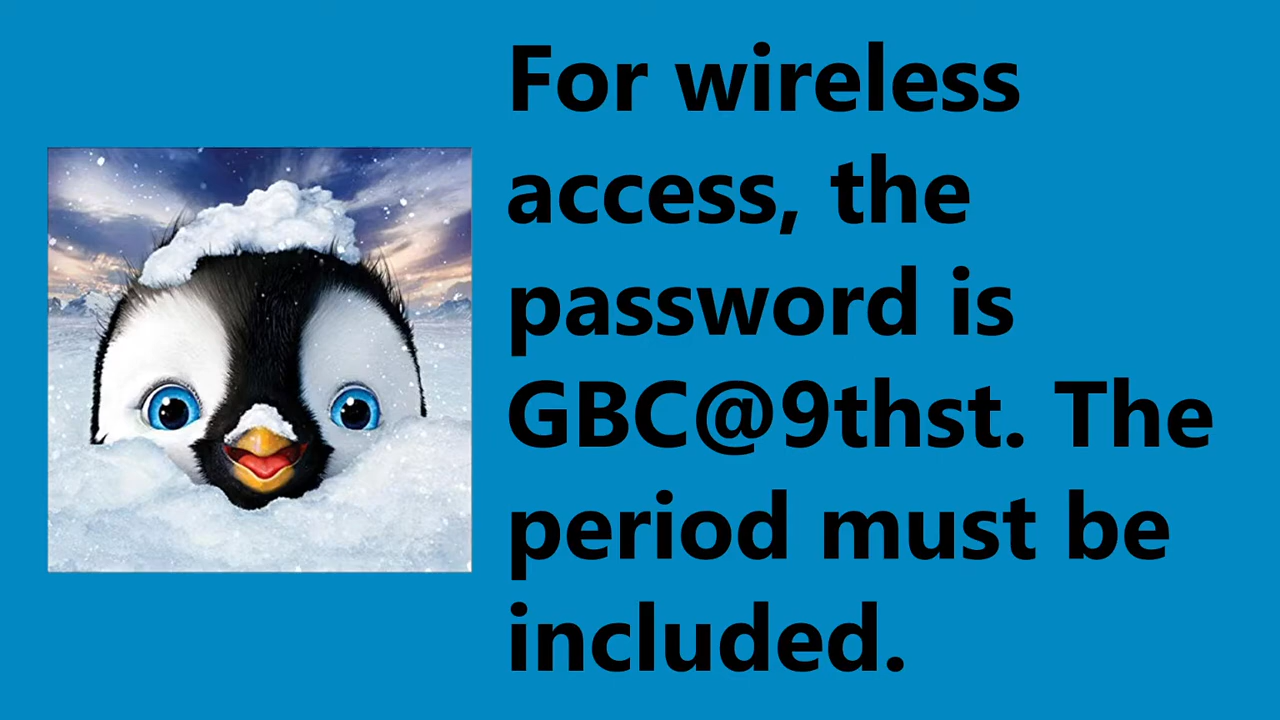 For wireless
access, the
password is
GBC@9thst. The
period must be
included.